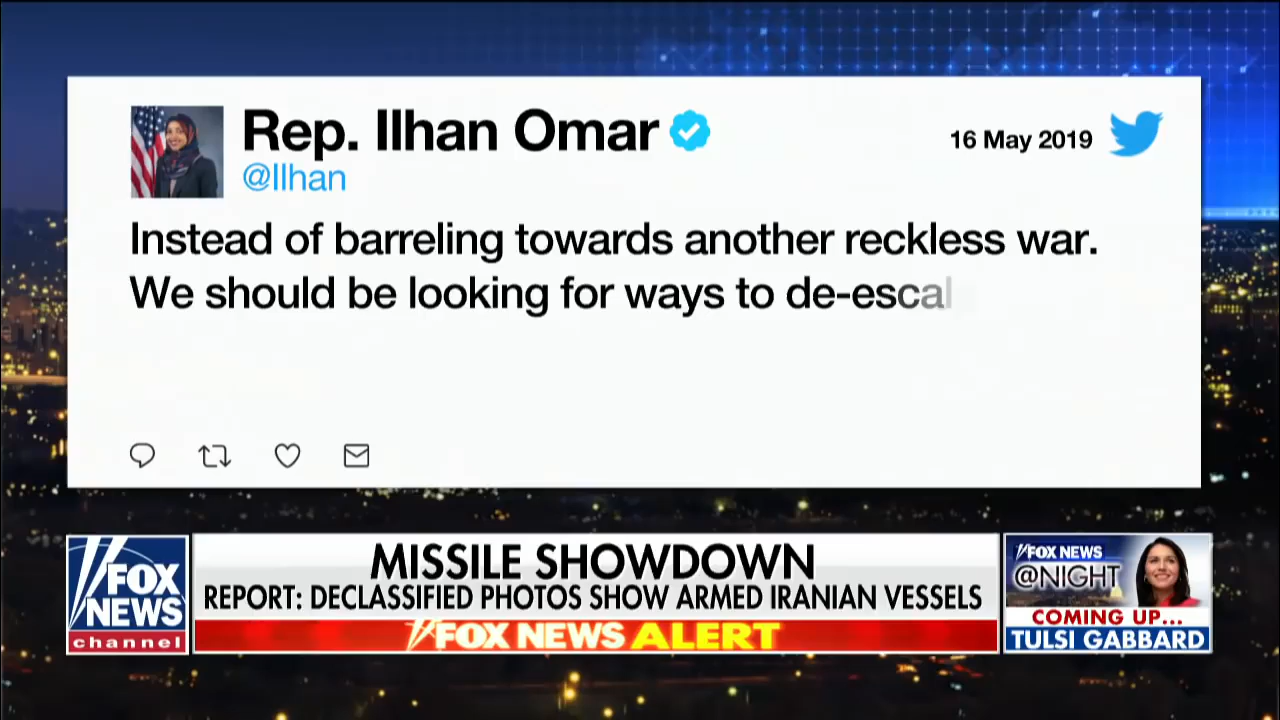 Rep. Ilhan Omar
16 May 2019
@Ilhan
Instead of barreling towards another reckless war.
We should be looking for ways to de-escal
FOX
NEWS
channel
MISSILE SHOWDOWN
REPORT: DECLASSIFIED PHOTOS SHOW ARMED IRANIAN VESSELS
FOX NEWS ALERT
FOX NEWS
@NIGHT
COMING UP...
TULSI GABBARD